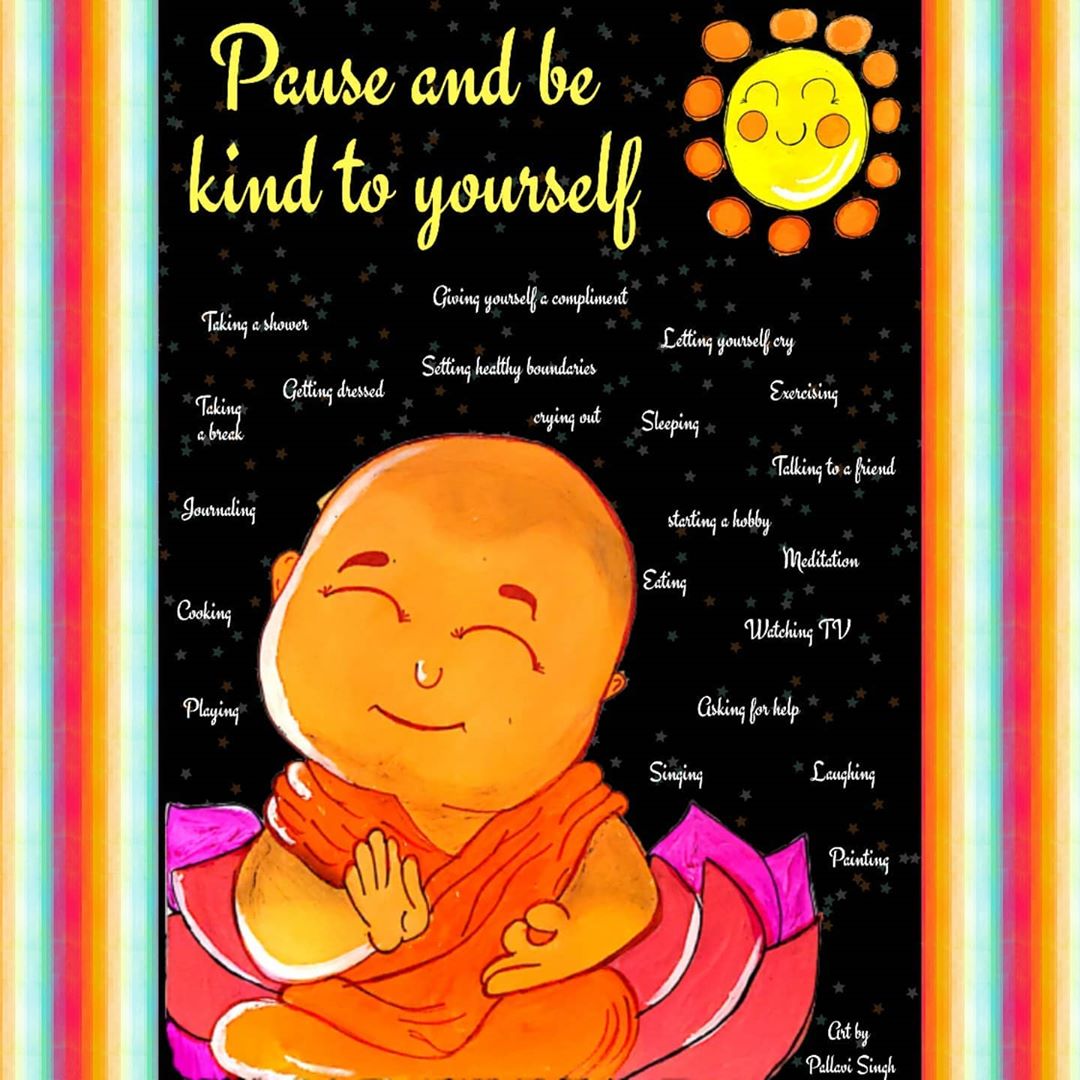 Pause and be
kind to yourself
Giving yourself a compliment
Taking a shower
Letting yourself cry
Setting healthy boundaries
Getting dressed
Exercising
Taking
a break
crying out
Sleeping
Talking to a friend
Journaling
starting a hobby
Meditation
Eating
Cooking
Watching TV
Playing
Asking for help
Singing
Laughing
Painting
Art by
Pallavi Singh